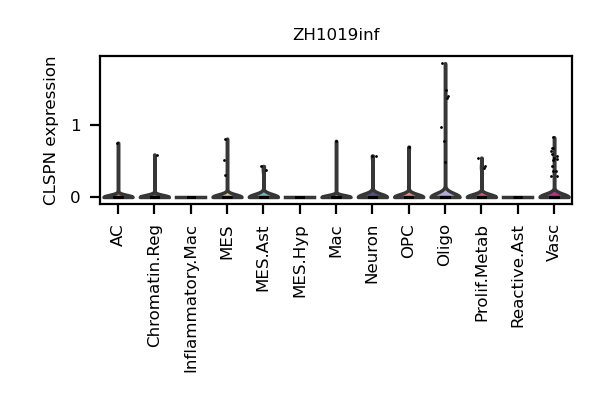 ZH1019inf
CLSPN expression
1
0
AC
Chromatin.Reg
Inflammatory.Mac
MES
MES.Ast
MES.Hyp
Mac
Neuron
OPC
Oligo
Prolif.Metab
Reactive.Ast
Vasc